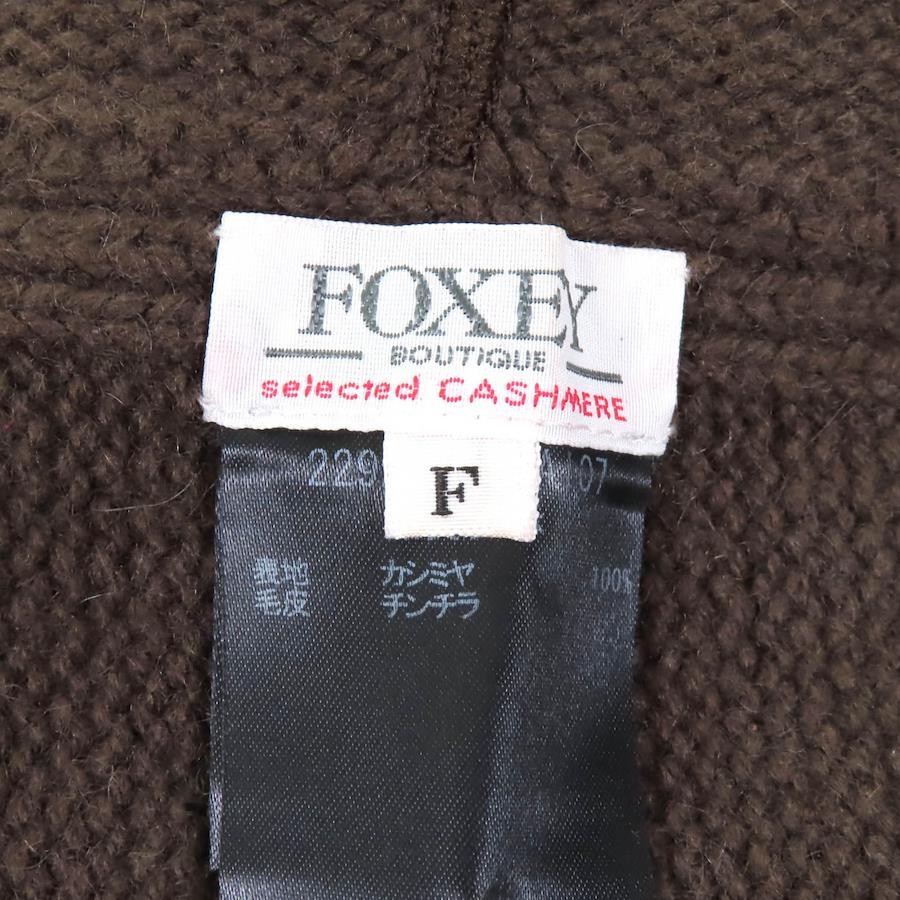 FOXEY
BOUTIQUE
selected CASHMERE
F
229 07
表地 カシミヤ 100%
毛皮 チンチラ